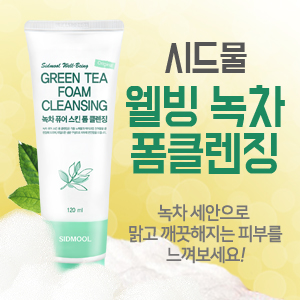 Sidmool Well-Being
GREEN TEA
FOAM
CLEANSING
녹차 퓨어 스킨 폼 클렌징
120 ml
SIDMOOL
시드물
웰빙 녹차
폼클렌징
녹차 세안으로
맑고 깨끗해지는 피부를
느껴보세요!